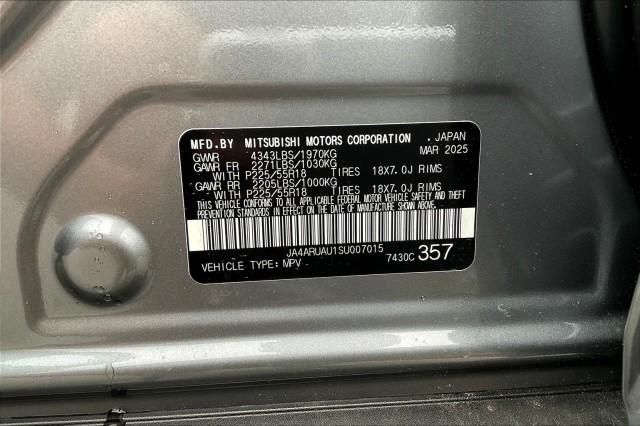 MFD.BY MITSUBISHI MOTORS CORPORATION . JAPAN
GVWR 4343LBS/1970KG MAR 2025
GAWR FR 2271LBS/1030KG
WITH P225/55R18 TIRES 18X7.0J RIMS
GAWR RR 2205LBS/1000KG
WITH P225/55R18 TIRES 18X7.0J RIMS
THIS VEHICLE CONFORMS TO ALL APPLICABLE FEDERAL MOTOR VEHICLE SAFETY AND THEFT
PREVENTION STANDARDS IN EFFECT ON THE DATE OF MANUFACTURE SHOWN ABOVE.
JA4ARUAU1SU007015
VEHICLE TYPE: MPV 7430C 357